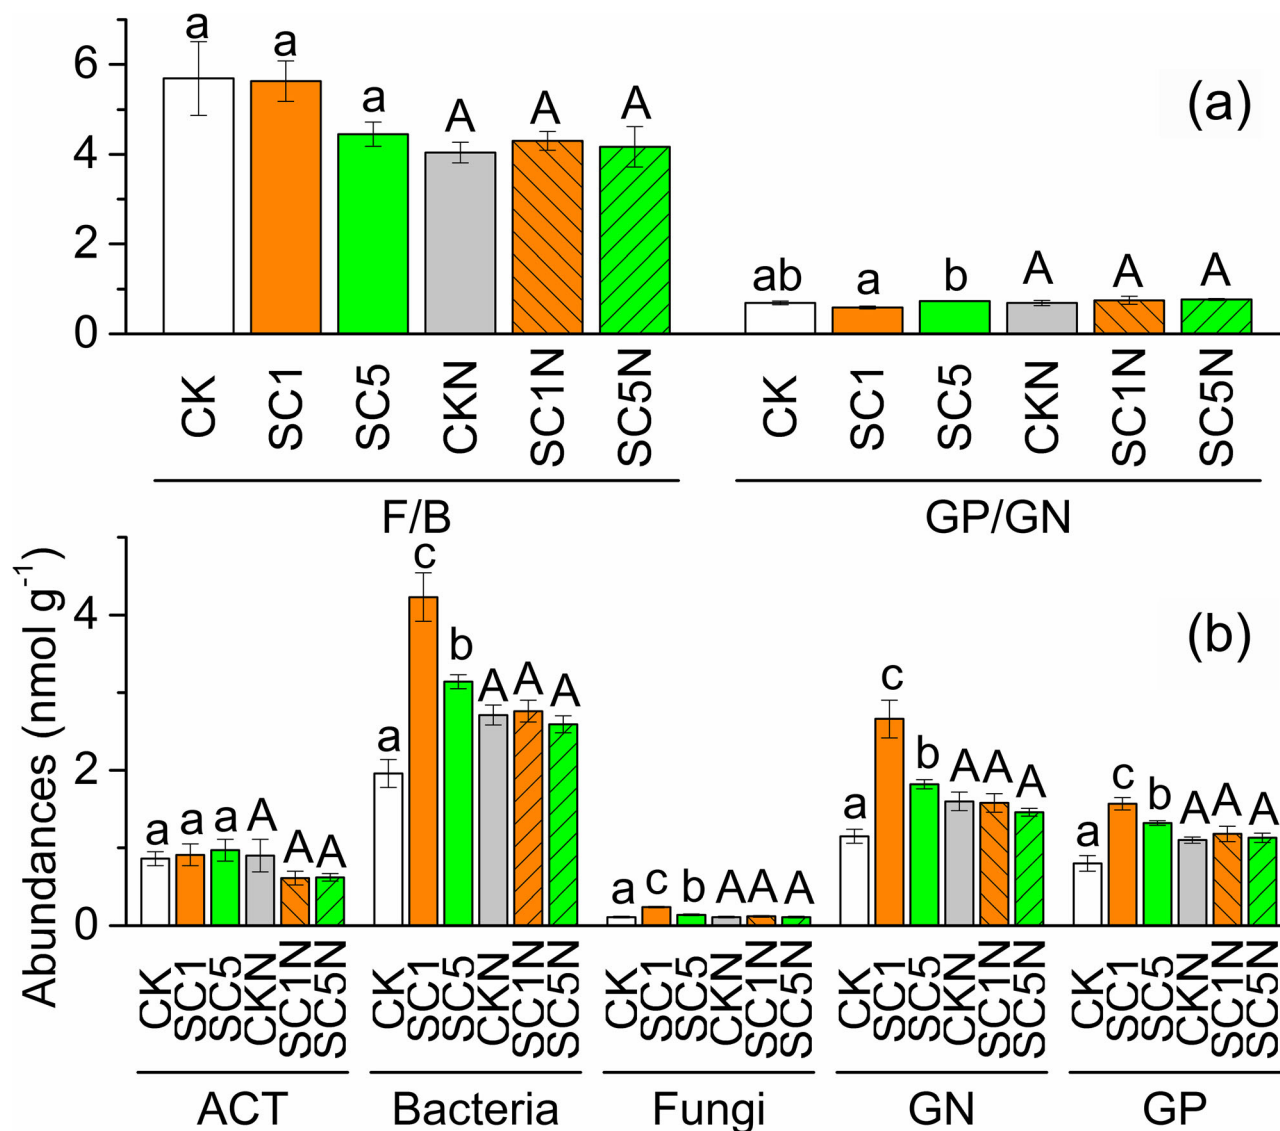 a a a A A A
(a)
ab a b A A A
6
4
2
0
CK SC1 SC5 CKN SC1N SC5N
CK SC1 SC5 CKN SC1N SC5N
F/B GP/GN
Abundances (nmol g⁻¹)
(b)
4
2
0
a a a A A A
a c b A A A
a c b A A A
a c b A A A
a c b A A A
CK SC1 SC5 CKN SC1N SC5N
CK SC1 SC5 CKN SC1N SC5N
CK SC1 SC5 CKN SC1N SC5N
CK SC1 SC5 CKN SC1N SC5N
CK SC1 SC5 CKN SC1N SC5N
ACT Bacteria Fungi GN GP